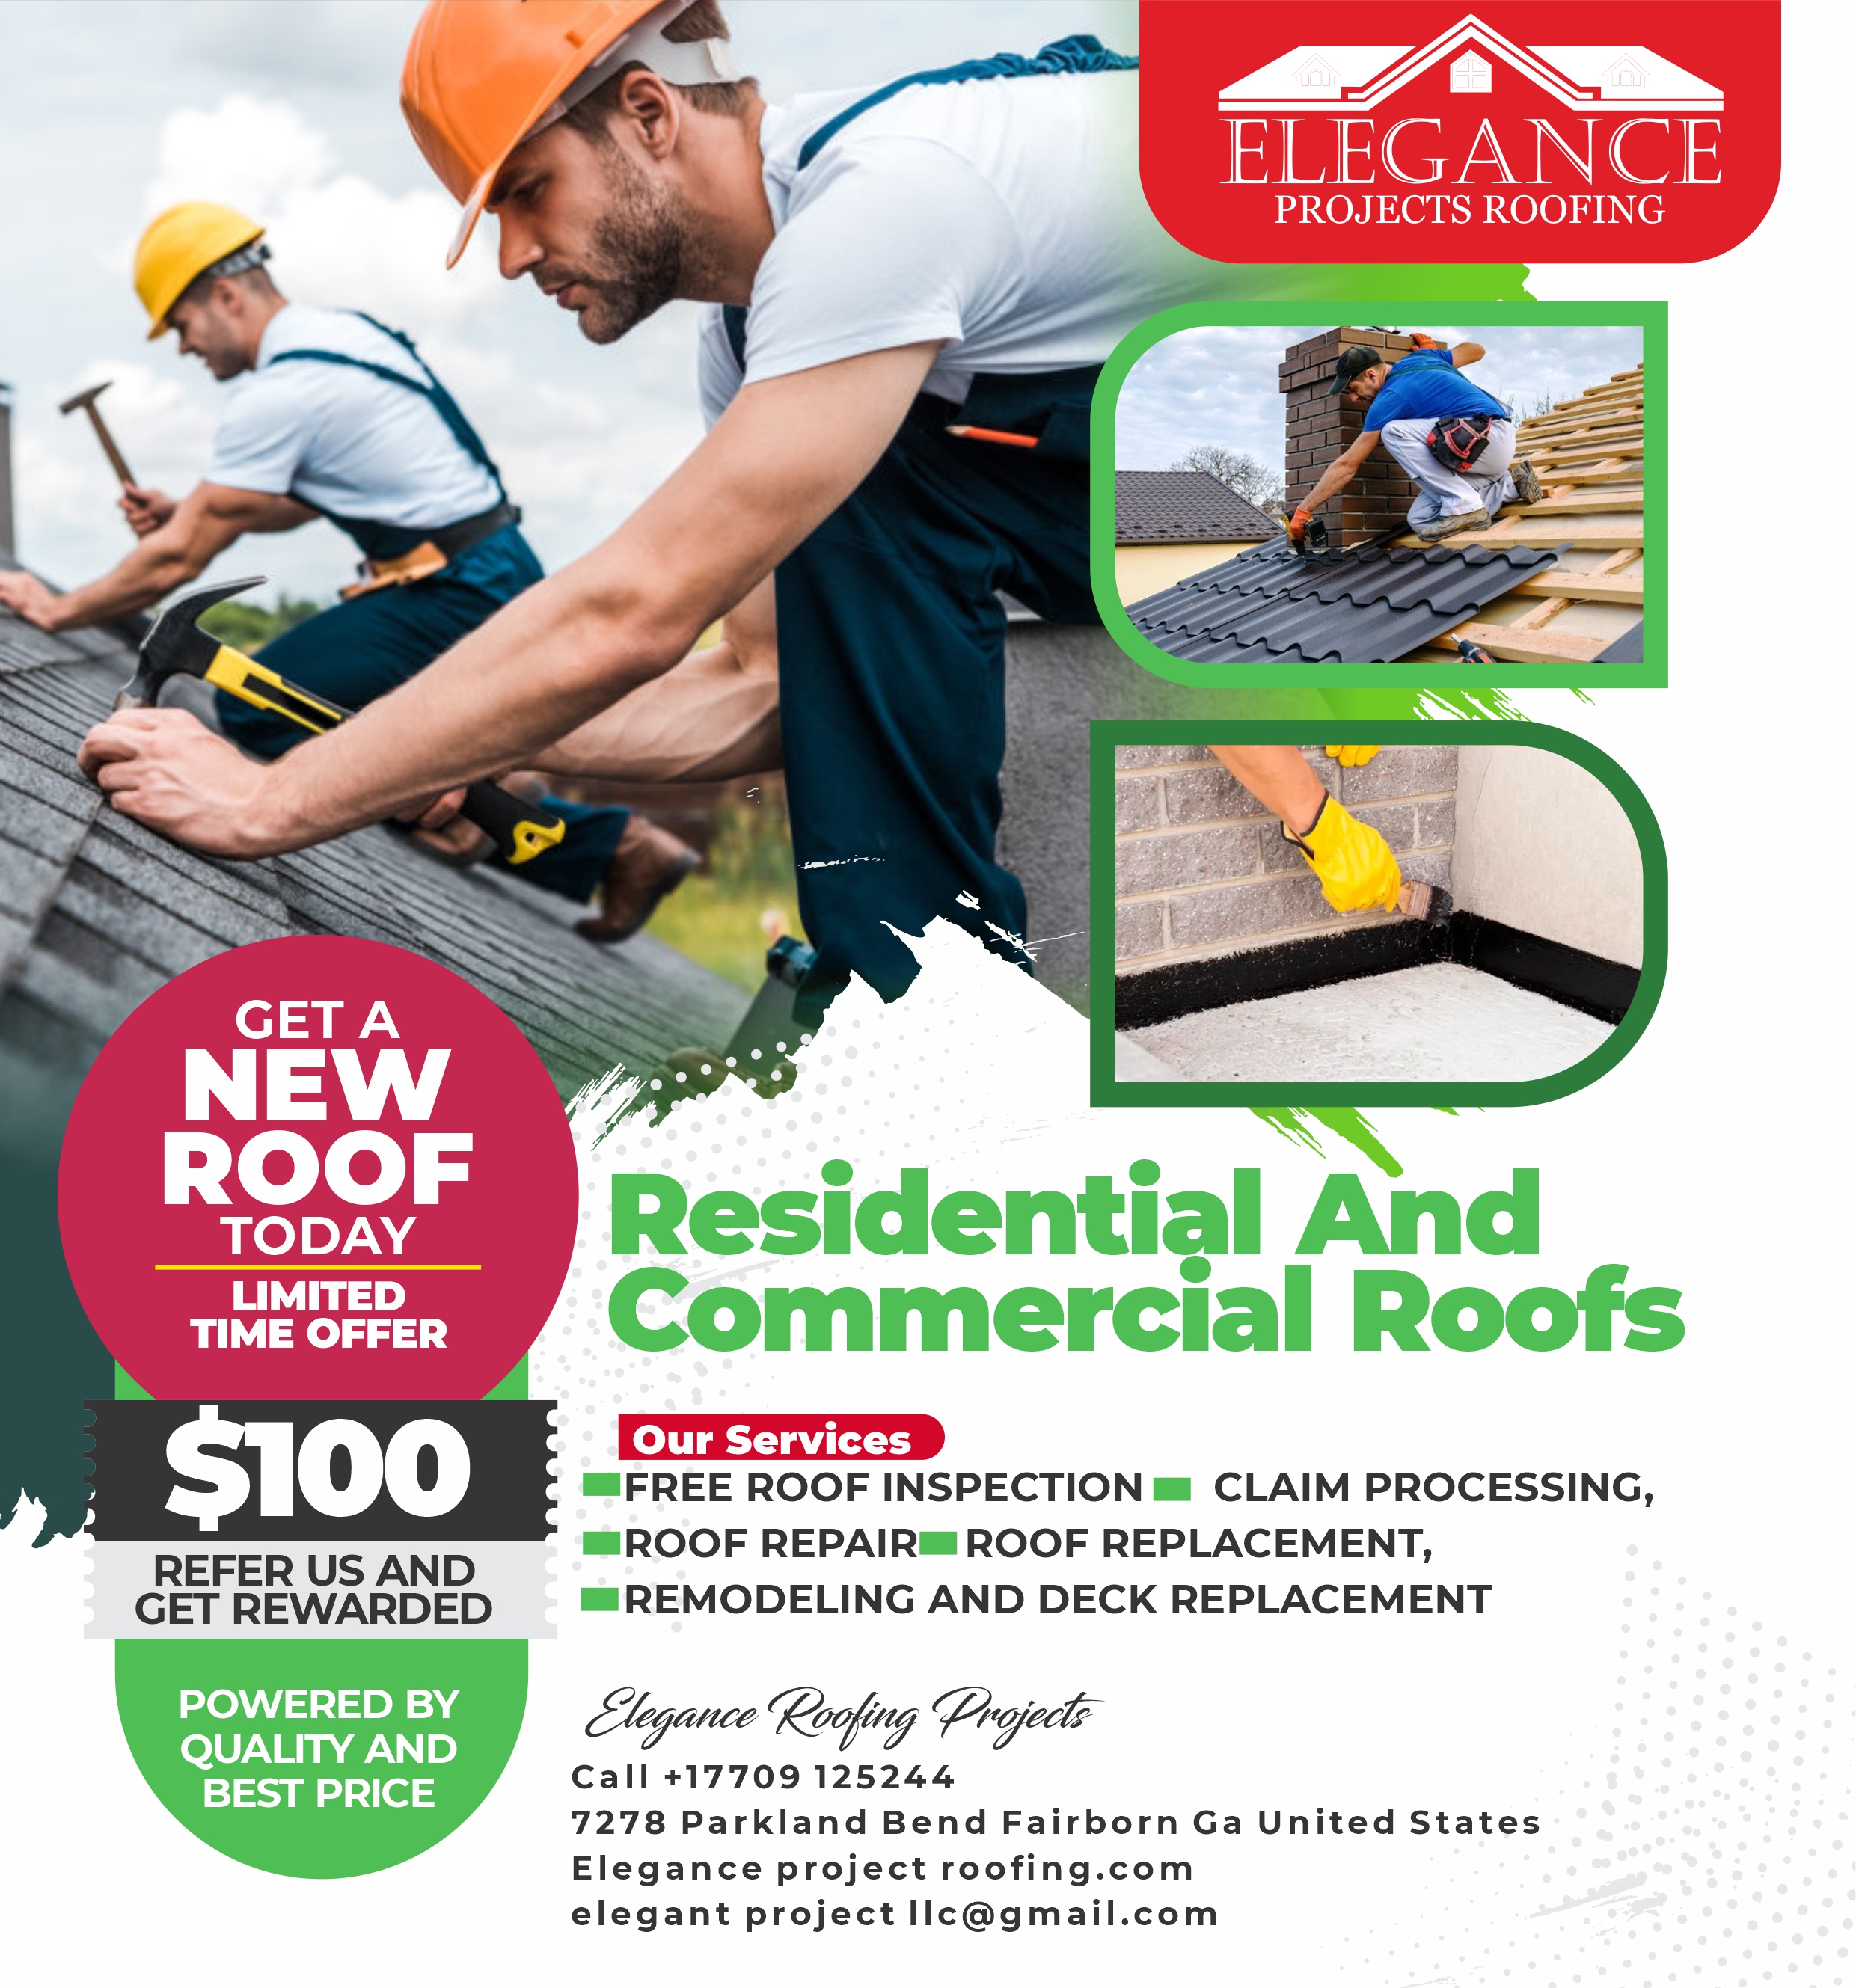 ELEGANCE
PROJECTS ROOFING
GET A
NEW
ROOF
TODAY
LIMITED
TIME OFFER
$100
REFER US AND
GET REWARDED
POWERED BY
QUALITY AND
BEST PRICE
Residential And
Commercial Roofs
Our Services
FREE ROOF INSPECTION CLAIM PROCESSING,
ROOF REPAIR ROOF REPLACEMENT,
REMODELING AND DECK REPLACEMENT
Elegance Roofing Projects
Call +17709 125244
7278 Parkland Bend Fairborn Ga United States
Elegance project roofing.com
elegant project llc@gmail.com